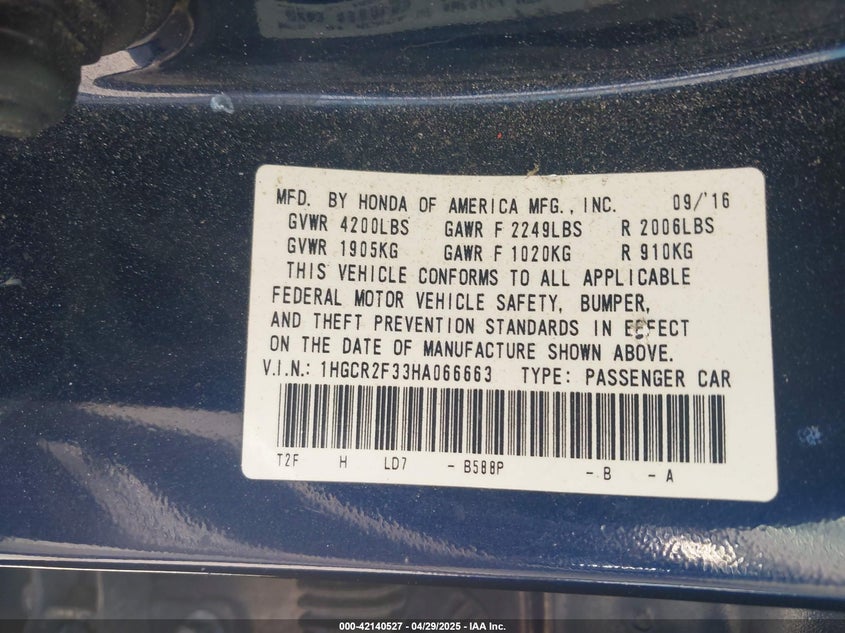 MFD. BY HONDA OF AMERICA MFG., INC. 09/'16
GVWR 4200LBS GAWR F 2249LBS R 2006LBS
GVWR 1905KG GAWR F 1020KG R 910KG
THIS VEHICLE CONFORMS TO ALL APPLICABLE
FEDERAL MOTOR VEHICLE SAFETY, BUMPER,
AND THEFT PREVENTION STANDARDS IN EFFECT
ON THE DATE OF MANUFACTURE SHOWN ABOVE.
V.I.N.: 1HGCR2F33HA066663 TYPE: PASSENGER CAR
T2F H LD7 - B588P - B - A
000-42140527 - 04/29/2025 - IAA Inc.